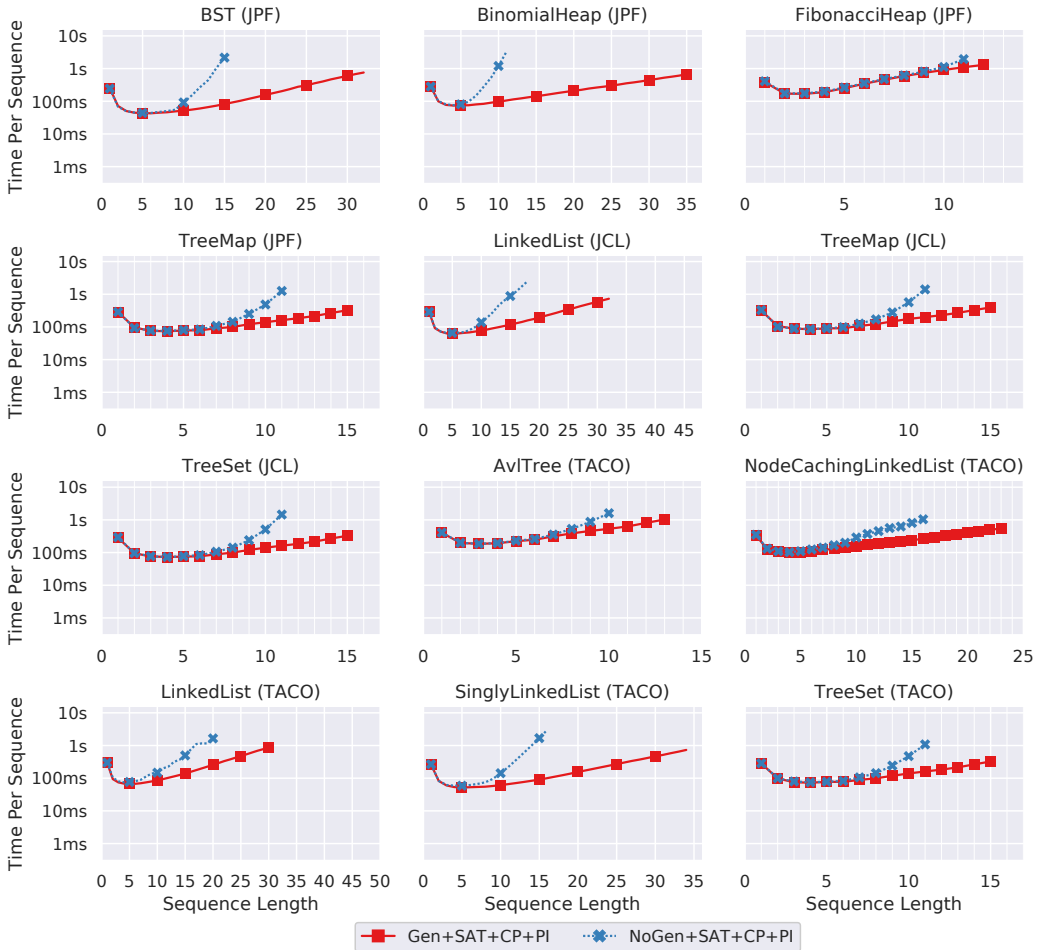 BST (JPF) BinomialHeap (JPF) FibonacciHeap (JPF)
Time Per Sequence
10s
1s
100ms
10ms
1ms
0 5 10 15 20 25 30
0 5 10 15 20 25 30 35
0 5 10
TreeMap (JPF) LinkedList (JCL) TreeMap (JCL)
Time Per Sequence
10s
1s
100ms
10ms
1ms
0 5 10 15
0 5 10 15 20 25 30 35 40 45
0 5 10 15
TreeSet (JCL) AvlTree (TACO) NodeCachingLinkedList (TACO)
Time Per Sequence
10s
1s
100ms
10ms
1ms
0 5 10 15
0 5 10 15
0 5 10 15 20 25
LinkedList (TACO) SinglyLinkedList (TACO) TreeSet (TACO)
Time Per Sequence
10s
1s
100ms
10ms
1ms
0 5 10 15 20 25 30 35 40 45 50
0 5 10 15 20 25 30 35
0 5 10 15
Sequence Length Sequence Length Sequence Length
Gen+SAT+CP+PI NoGen+SAT+CP+PI